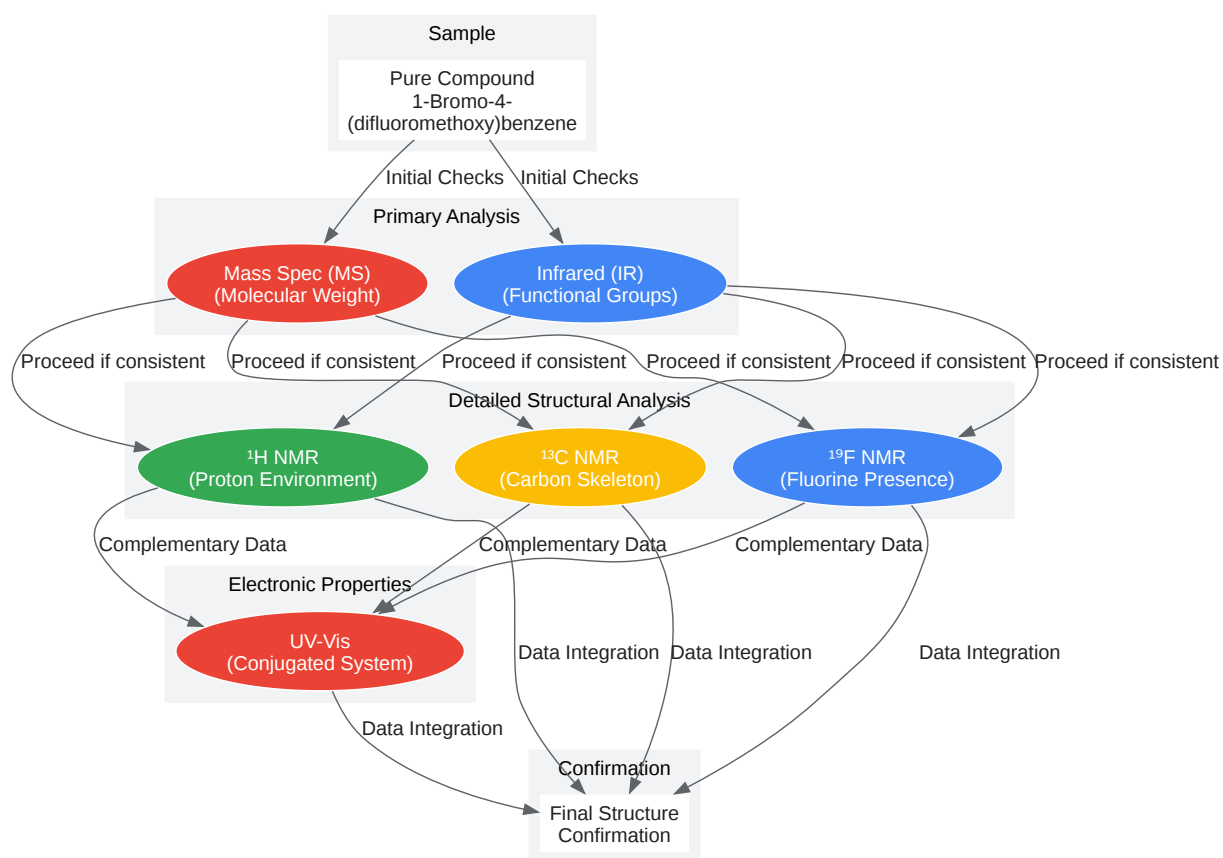 Sample
Pure Compound
1-Bromo-4-
(difluoromethoxy)benzene
Initial Checks
Initial Checks
Primary Analysis
Mass Spec (MS)
(Molecular Weight)
Infrared (IR)
(Functional Groups)
Proceed if consistent
Proceed if consistent
Proceed if consistent
Proceed if consistent
Proceed if consistent
Proceed if consistent
Detailed Structural Analysis
¹H NMR
(Proton Environment)
¹³C NMR
(Carbon Skeleton)
¹⁹F NMR
(Fluorine Presence)
Complementary Data
Complementary Data
Complementary Data
Electronic Properties
UV-Vis
(Conjugated System)
Data Integration
Data Integration
Data Integration
Data Integration
Confirmation
Final Structure
Confirmation